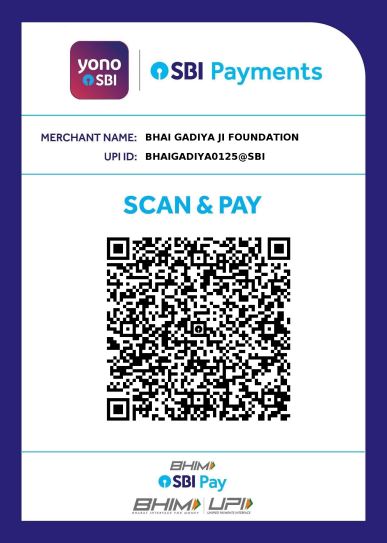 yono
SBI
SBI Payments
MERCHANT NAME: BHAI GADIYA JI FOUNDATION
UPI ID: BHAIGADIYA0125@SBI
SCAN & PAY
BHIM
SBI Pay
BHIM UPI
BHARAT INTERFACE FOR MONEY UNIFIED PAYMENTS INTERFACE